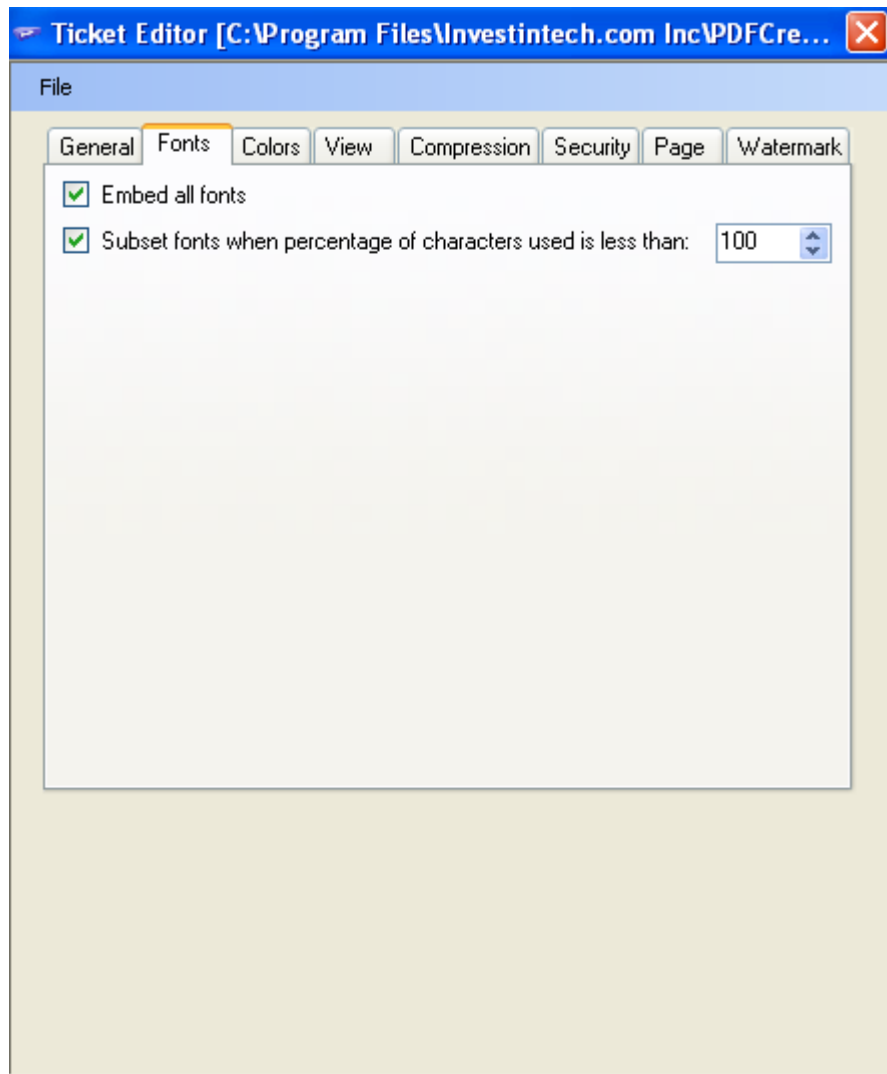 Ticket Editor [C:\Program Files\Investintech.com Inc\PDFCre...
File
General Fonts Colors View Compression Security Page Watermark
Embed all fonts
Subset fonts when percentage of characters used is less than: 100